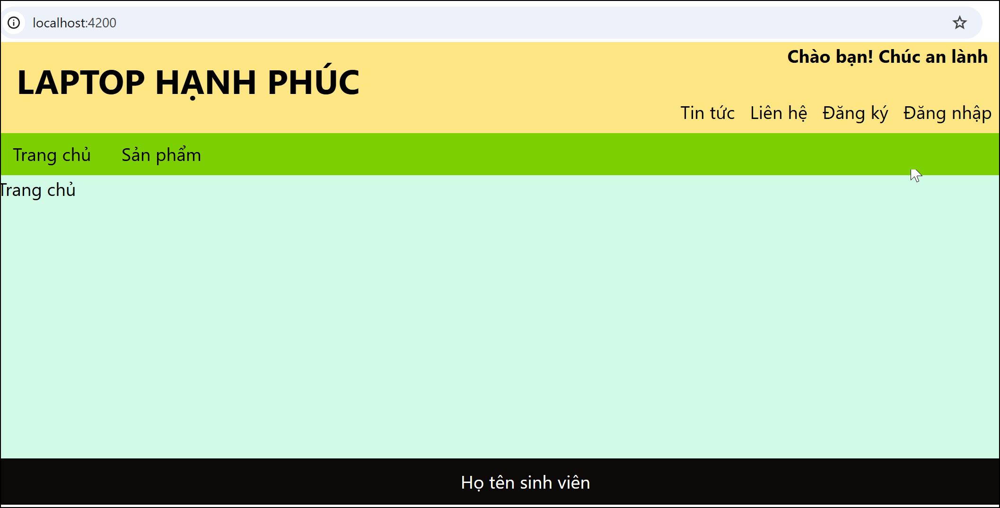 localhost:4200
Chào bạn! Chúc an lành
LAPTOP HẠNH PHÚC
Tin tức Liên hệ Đăng ký Đăng nhập
Trang chủ Sản phẩm
Trang chủ
Họ tên sinh viên